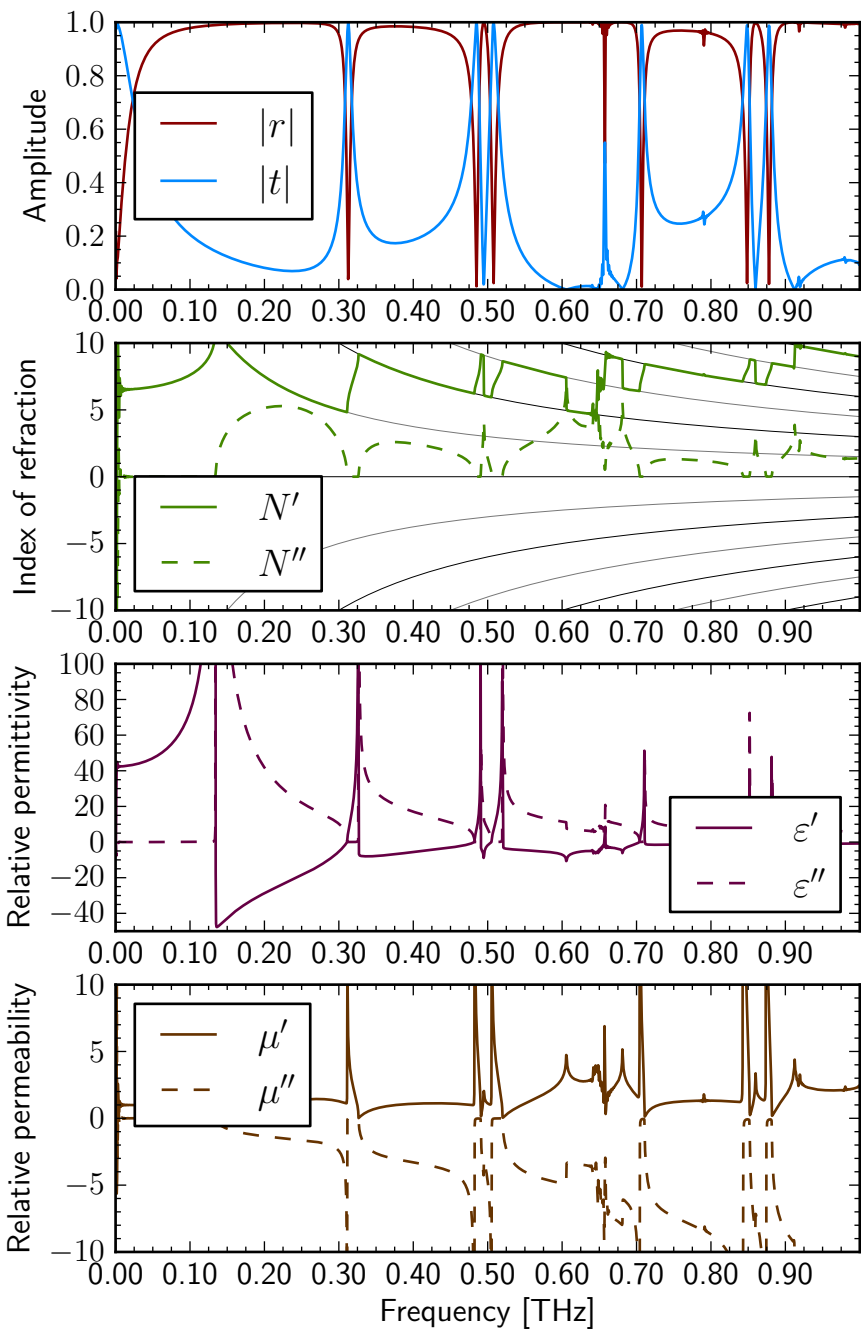 Amplitude
1.0
0.8
0.6
0.4
0.2
0.0
|r|
|t|
0.00 0.10 0.20 0.30 0.40 0.50 0.60 0.70 0.80 0.90
Index of refraction
10
5
0
−5
−10
N′
N″
0.00 0.10 0.20 0.30 0.40 0.50 0.60 0.70 0.80 0.90
Relative permittivity
100
80
60
40
20
0
−20
−40
ε′
ε″
0.00 0.10 0.20 0.30 0.40 0.50 0.60 0.70 0.80 0.90
Relative permeability
10
5
0
−5
−10
μ′
μ″
0.00 0.10 0.20 0.30 0.40 0.50 0.60 0.70 0.80 0.90
Frequency [THz]